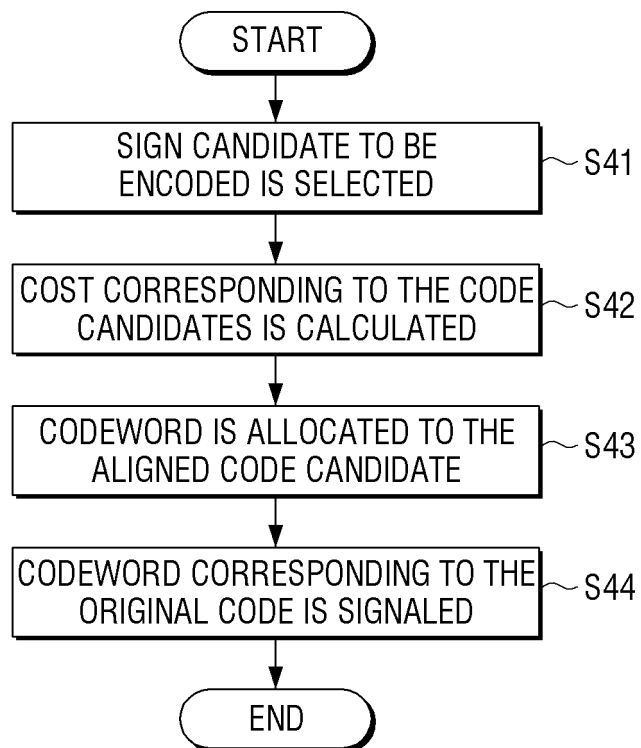 START
SIGN CANDIDATE TO BE
ENCODED IS SELECTED
S41
COST CORRESPONDING TO THE CODE
CANDIDATES IS CALCULATED
S42
CODEWORD IS ALLOCATED TO THE
ALIGNED CODE CANDIDATE
S43
CODEWORD CORRESPONDING TO THE
ORIGINAL CODE IS SIGNALED
S44
END